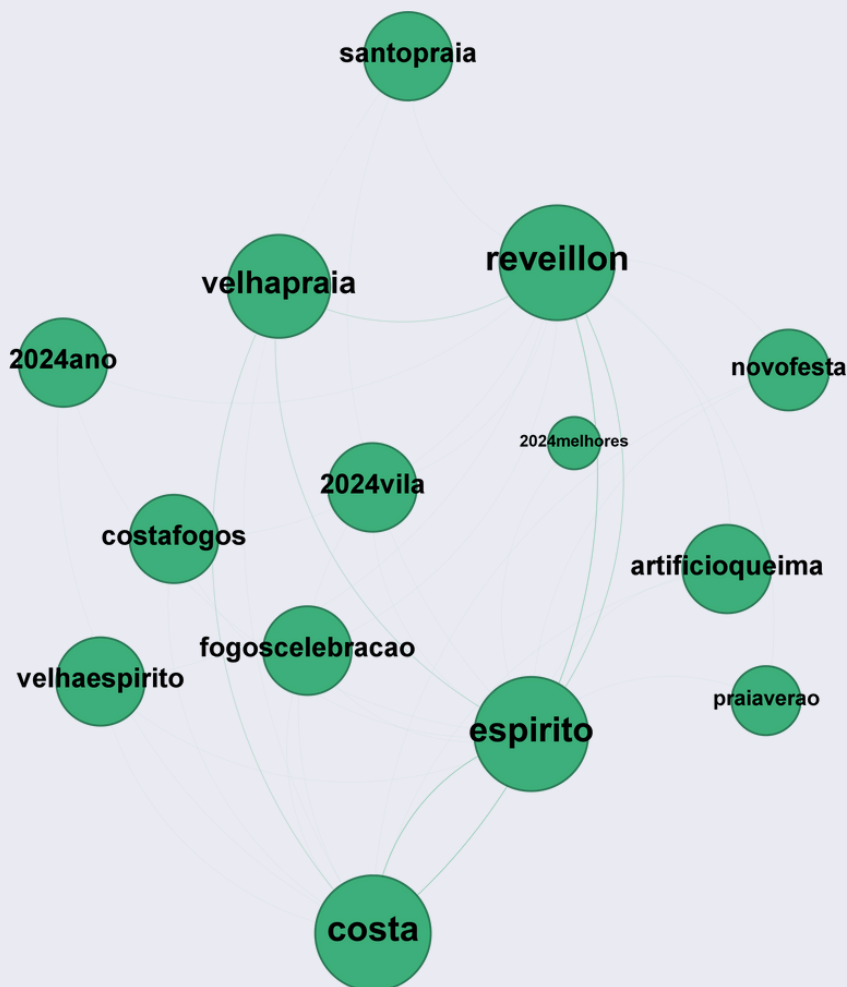 santopraia
reveillon
velhapraia
2024ano
novofesta
2024melhores
2024vila
costafogos
artificioqueima
fogoscelebracao
velhaespirito
praiaverao
espirito
costa